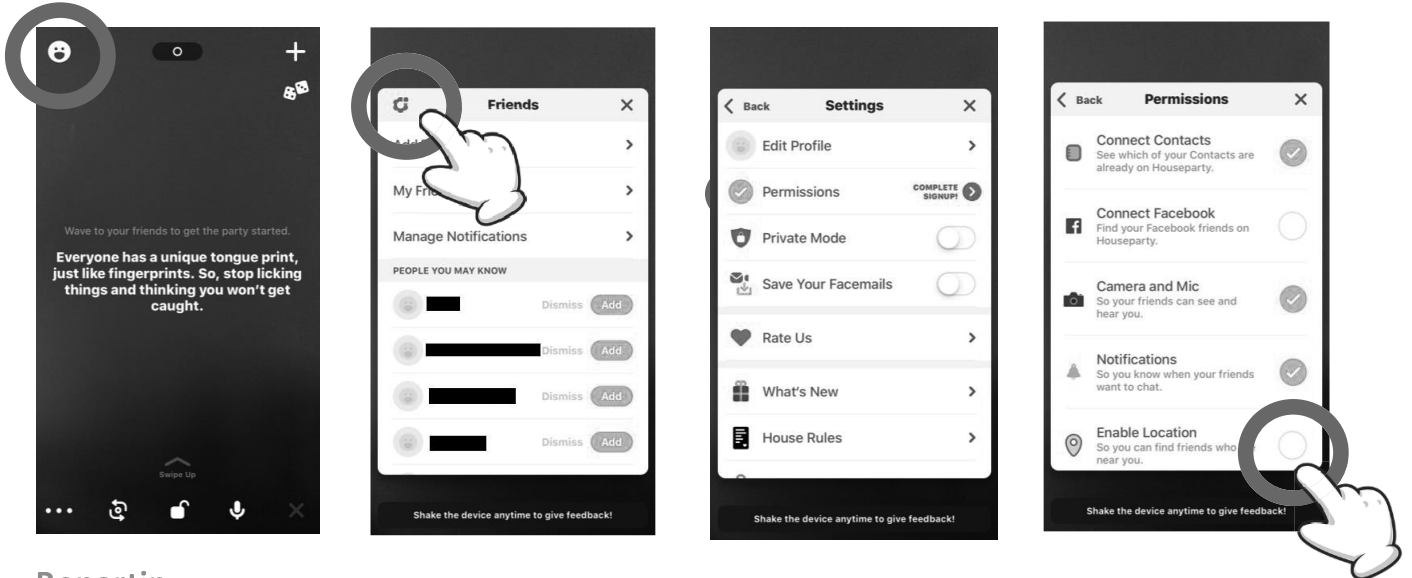 Wave to your friends to get the party started.
Everyone has a unique tongue print,
just like fingerprints. So, stop licking
things and thinking you won't get
caught.
Swipe Up
Friends
My
Manage Notifications
PEOPLE YOU MAY KNOW
Dismiss Add
Dismiss Add
Dismiss Add
Dismiss Add
Shake the device anytime to give feedback!
Back Settings
Edit Profile
Permissions COMPLETE
SIGNUP!
Private Mode
Save Your Facemails
Rate Us
What's New
House Rules
Shake the device anytime to give feedback!
Back Permissions
Connect Contacts
See which of your Contacts are
already on Houseparty.
Connect Facebook
Find your Facebook friends on
Houseparty.
Camera and Mic
So your friends can see and
hear you.
Notifications
So you know when your friends
want to chat.
Enable Location
So you can find friends who
near you.
Shake the device anytime to give feedback!